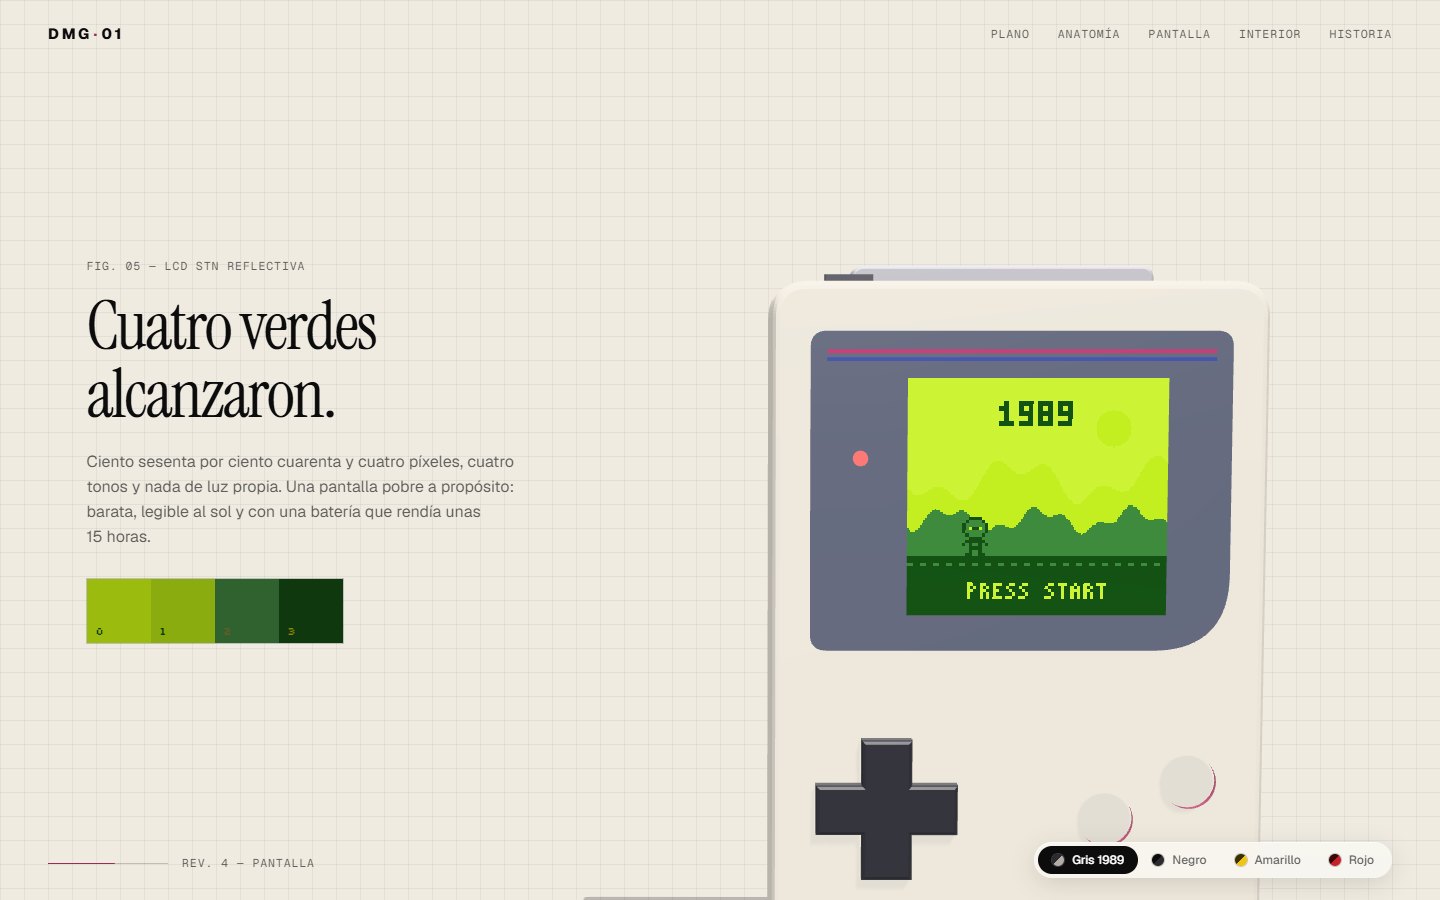 DMG·01
PLANO
ANATOMÍA
PANTALLA
INTERIOR
HISTORIA
FIG. 05 — LCD STN REFLECTIVA
Cuatro verdes
alcanzaron.
Ciento sesenta por ciento cuarenta y cuatro píxeles, cuatro
tonos y nada de luz propia. Una pantalla pobre a propósito:
barata, legible al sol y con una batería que rendía unas
15 horas.
0
1
2
3
1989
PRESS START
REV. 4 — PANTALLA
Gris 1989
Negro
Amarillo
Rojo